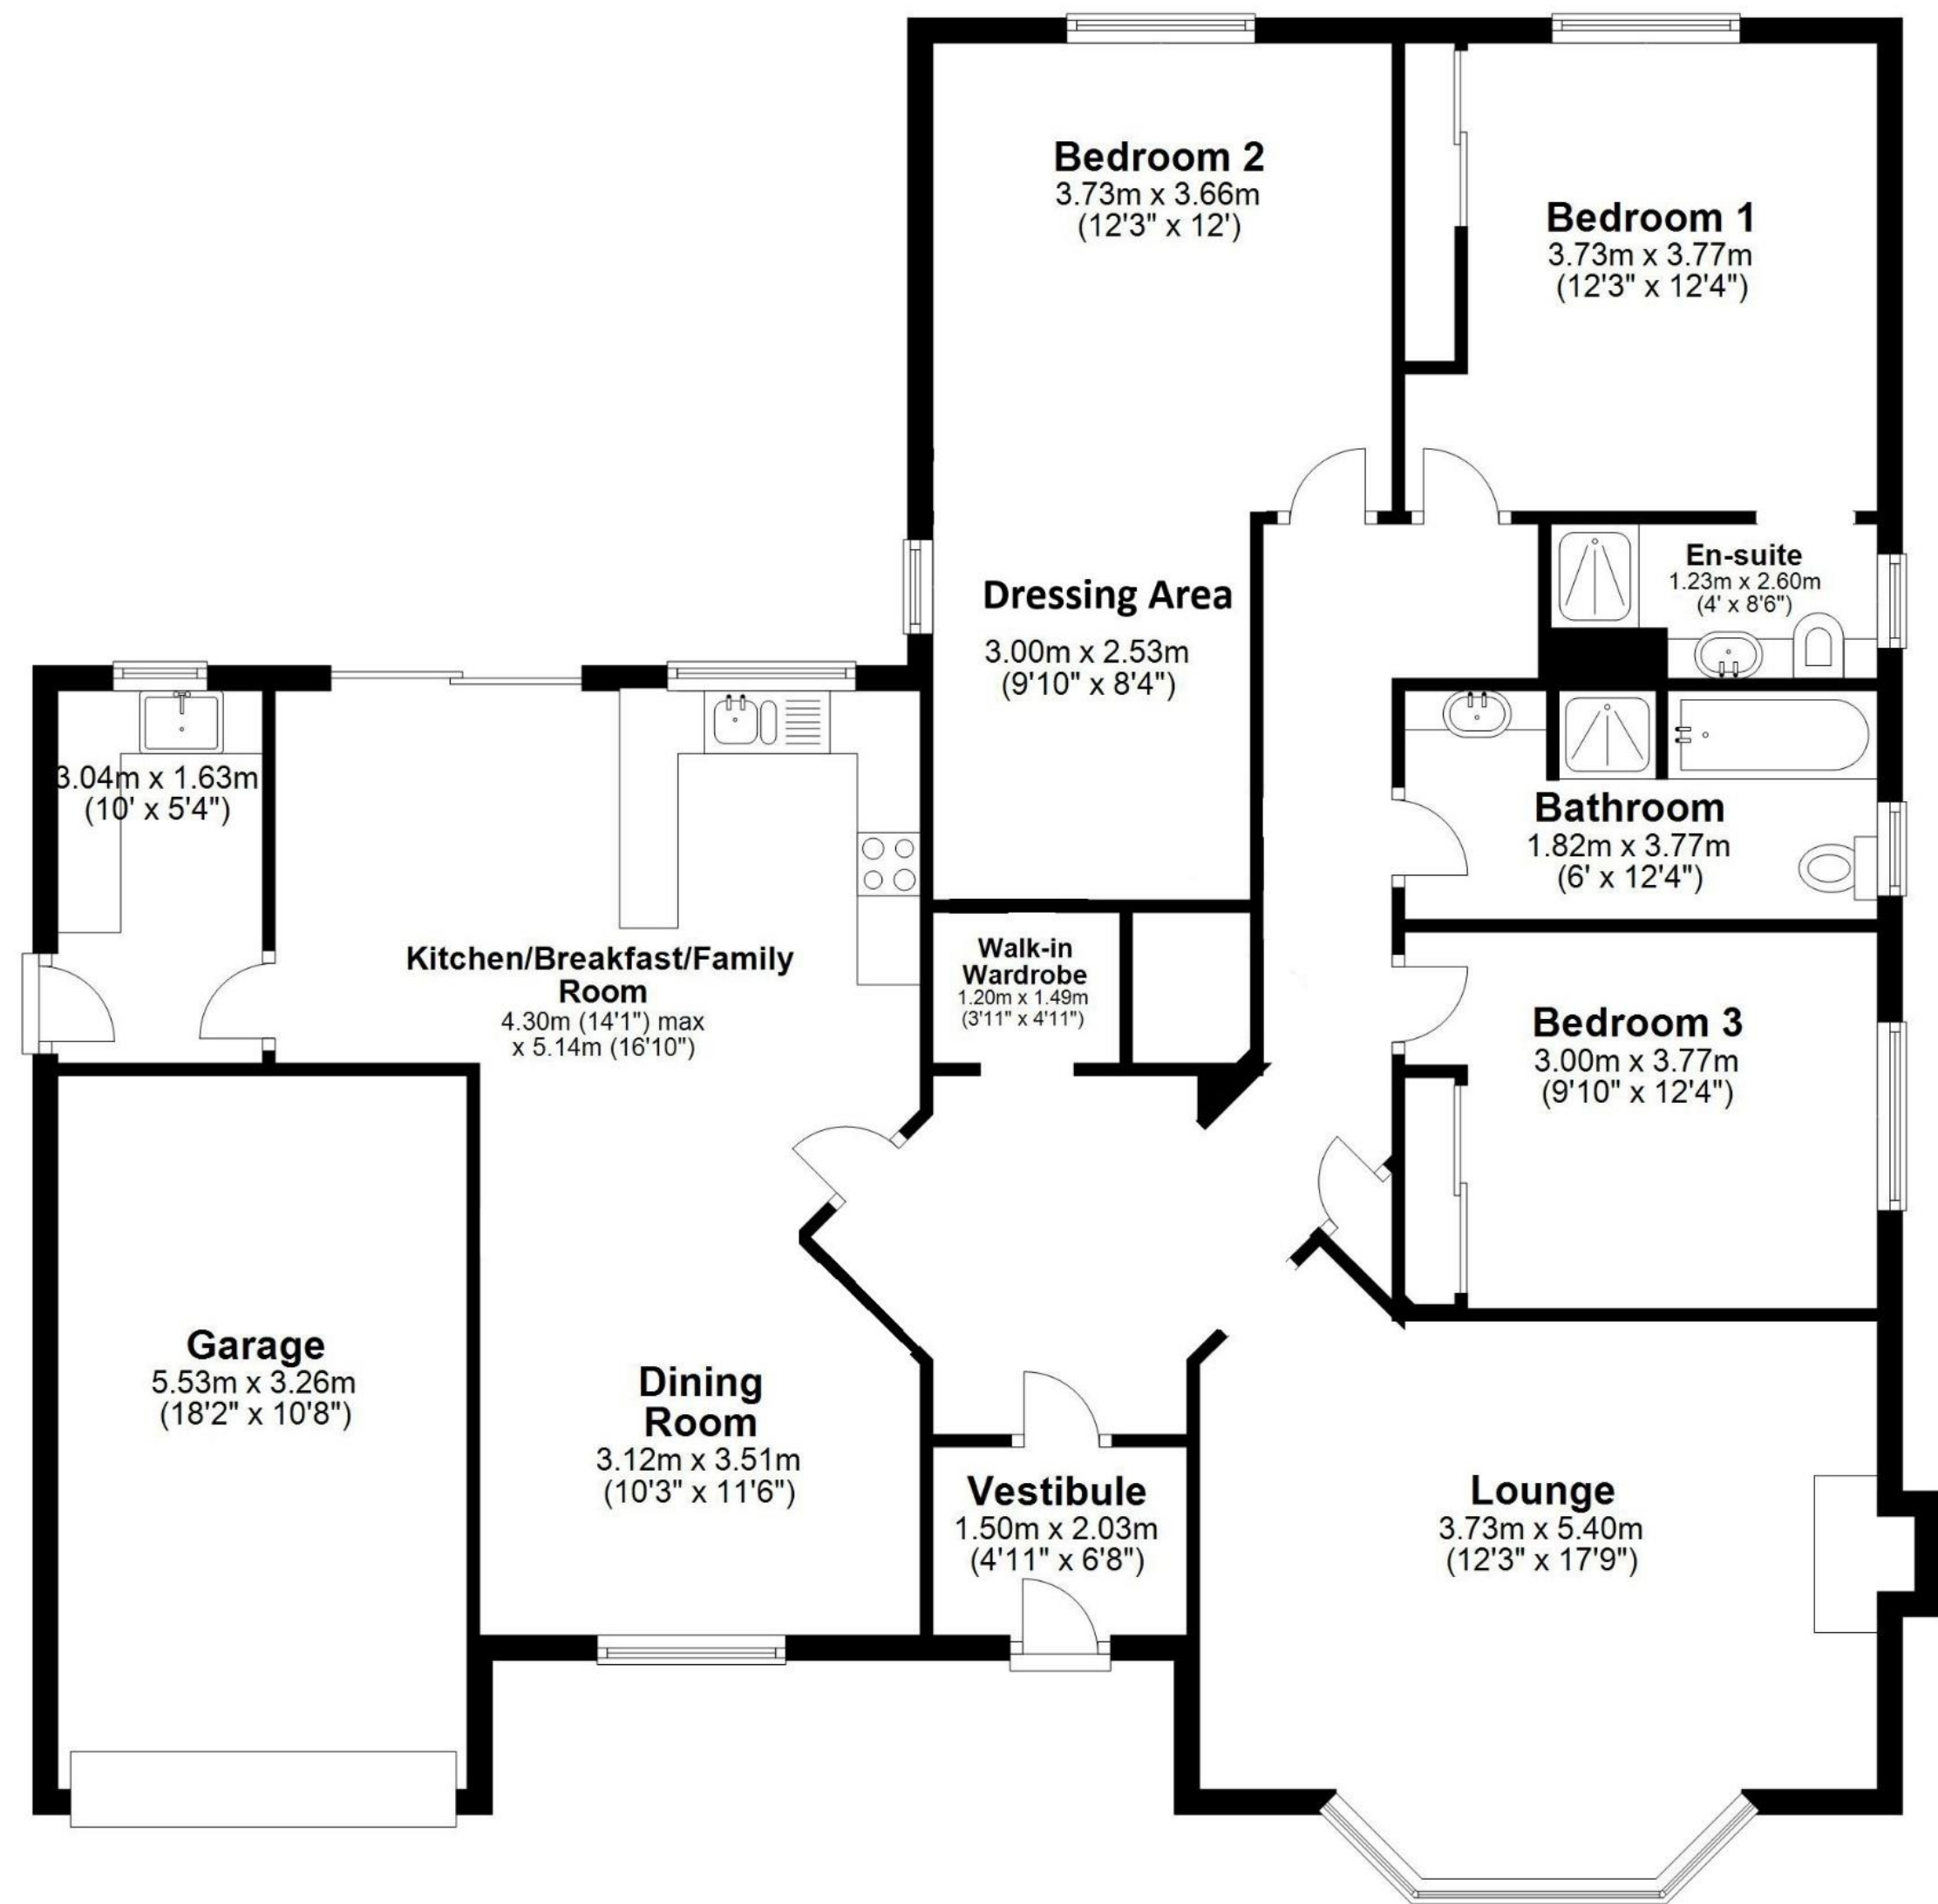 Bedroom 2
3.73m x 3.66m
(12'3" x 12')
Bedroom 1
3.73m x 3.77m
(12'3" x 12'4")
En-suite
1.23m x 2.60m
(4' x 8'6")
Dressing Area
3.00m x 2.53m
(9'10" x 8'4")
3.04m x 1.63m
(10' x 5'4")
Bathroom
1.82m x 3.77m
(6' x 12'4")
Kitchen/Breakfast/Family
Room
4.30m (14'1") max
x 5.14m (16'10")
Walk-in
Wardrobe
1.20m x 1.49m
(3'11" x 4'11")
Bedroom 3
3.00m x 3.77m
(9'10" x 12'4")
Garage
5.53m x 3.26m
(18'2" x 10'8")
Dining
Room
3.12m x 3.51m
(10'3" x 11'6")
Vestibule
1.50m x 2.03m
(4'11" x 6'8")
Lounge
3.73m x 5.40m
(12'3" x 17'9")